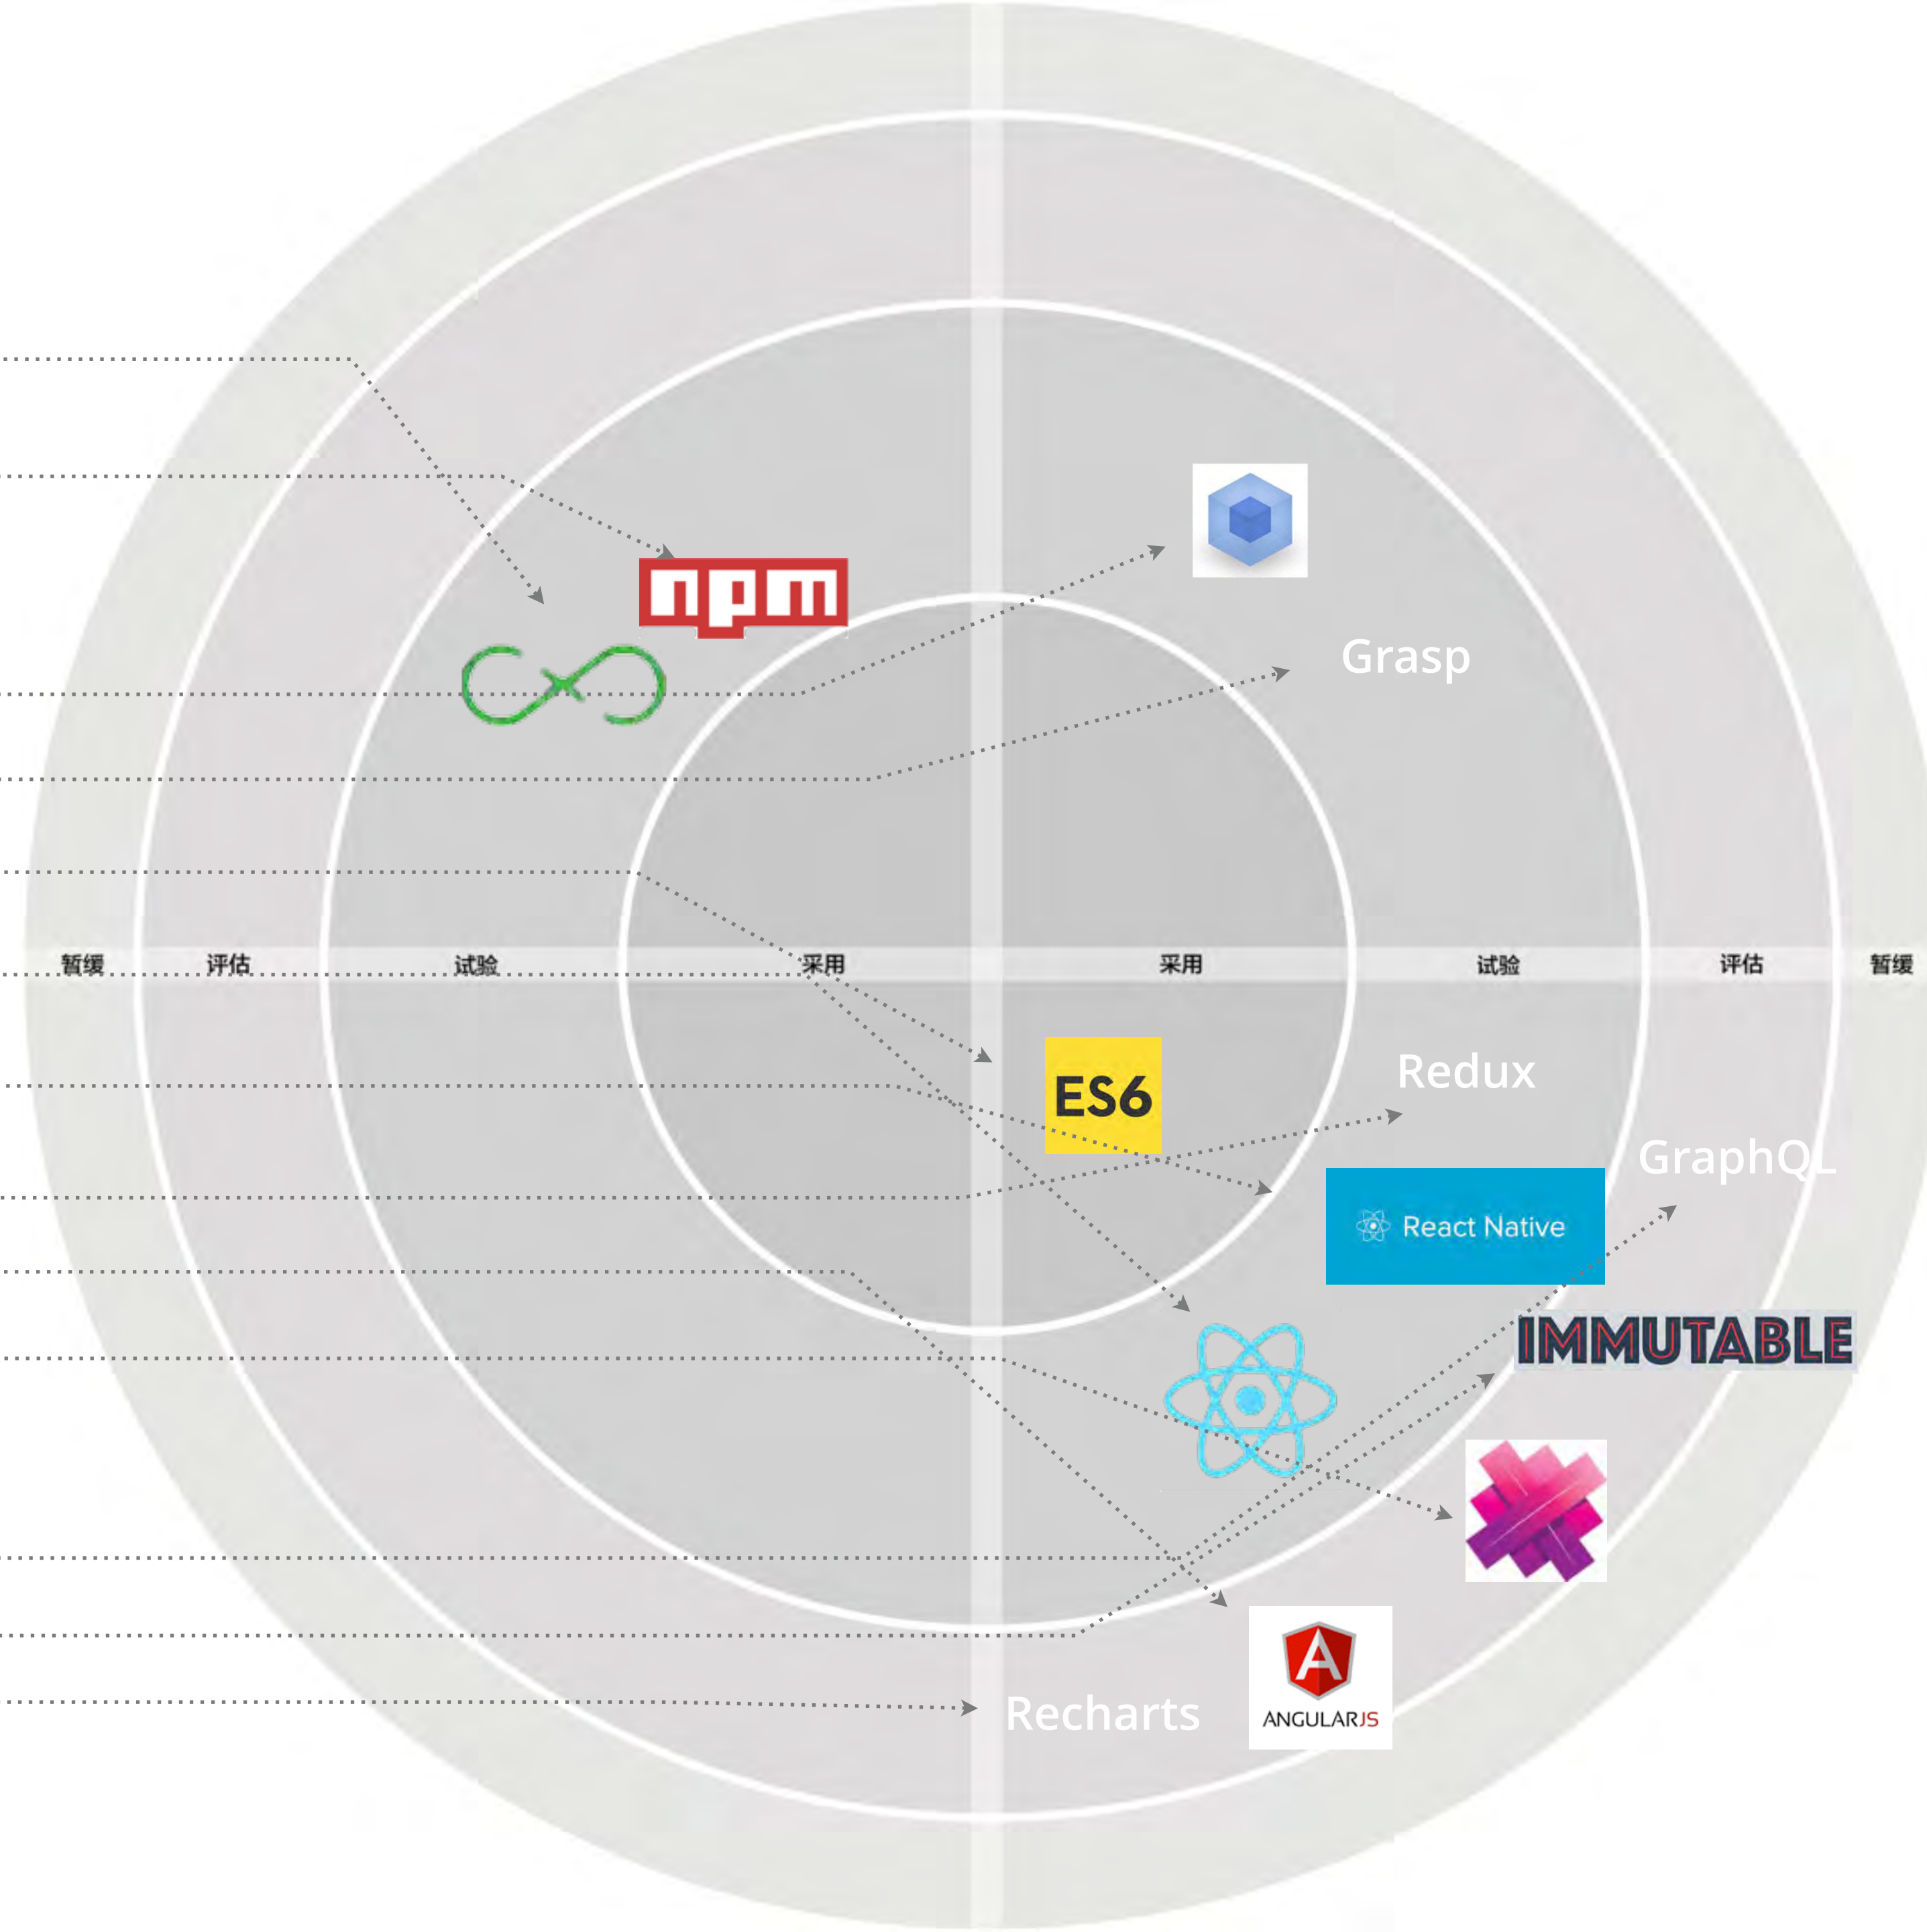 npm
Grasp
暂缓 评估 试验 采用 采用 试验 评估 暂缓
ES6
Redux
GraphQL
React Native
IMMUTABLE
ANGULARJS
Recharts